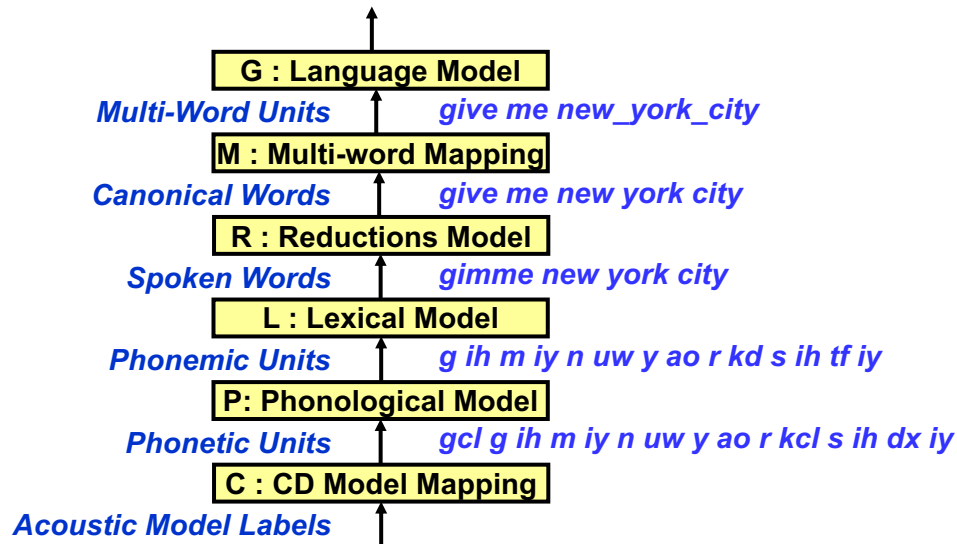 G : Language Model
Multi-Word Units give me new_york_city
M : Multi-word Mapping
Canonical Words give me new york city
R : Reductions Model
Spoken Words gimme new york city
L : Lexical Model
Phonemic Units g ih m iy n uw y ao r kd s ih tf iy
P: Phonological Model
Phonetic Units gcl g ih m iy n uw y ao r kcl s ih dx iy
C : CD Model Mapping
Acoustic Model Labels